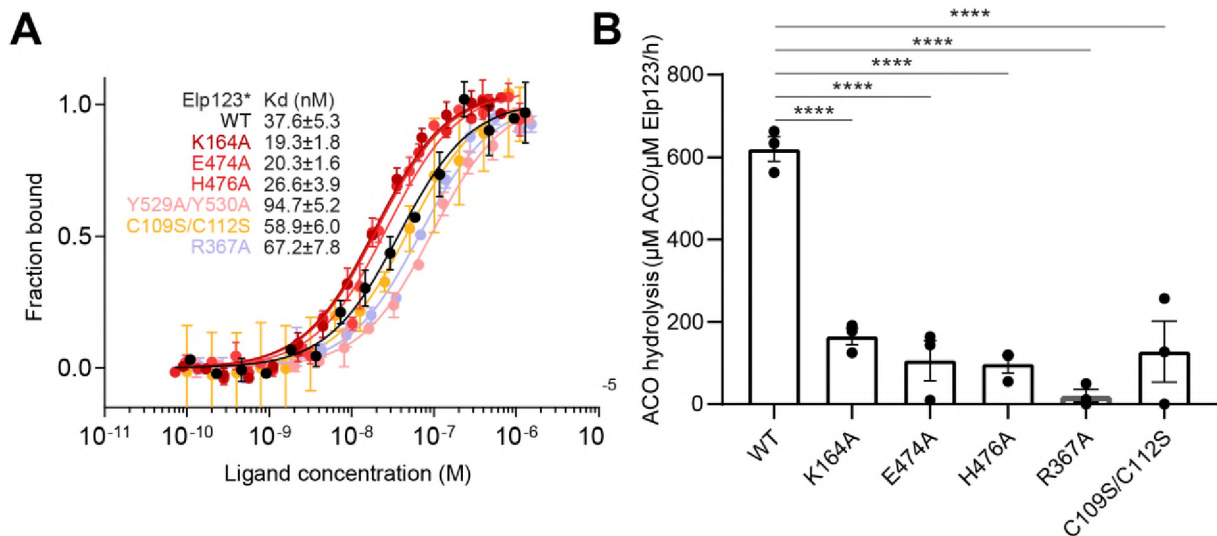 A
Fraction bound
1.0
0.5
0.0
Elp123* Kd (nM)
WT 37.6±5.3
K164A 19.3±1.8
E474A 20.3±1.6
H476A 26.6±3.9
Y529A/Y530A 94.7±5.2
C109S/C112S 58.9±6.0
R367A 67.2±7.8
10-11 10-10 10-9 10-8 10-7 10-6 10
-5
Ligand concentration (M)
B
ACO hydrolysis (µM ACO/µM Elp123/h)
800
600
400
200
0
****
****
****
****
****
WT
K164A
E474A
H476A
R367A
C109S/C112S